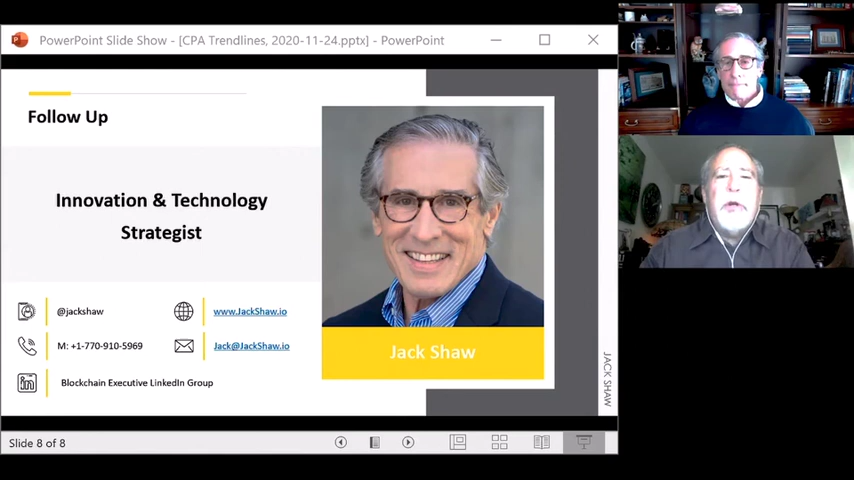 PowerPoint Slide Show - [CPA Trendlines, 2020-11-24.pptx] - PowerPoint
Follow Up
Innovation & Technology
Strategist
@jackshaw
www.JackShaw.io
M: +1-770-910-5969
Jack@JackShaw.io
Blockchain Executive LinkedIn Group
Jack Shaw
JACK SHAW
Slide 8 of 8